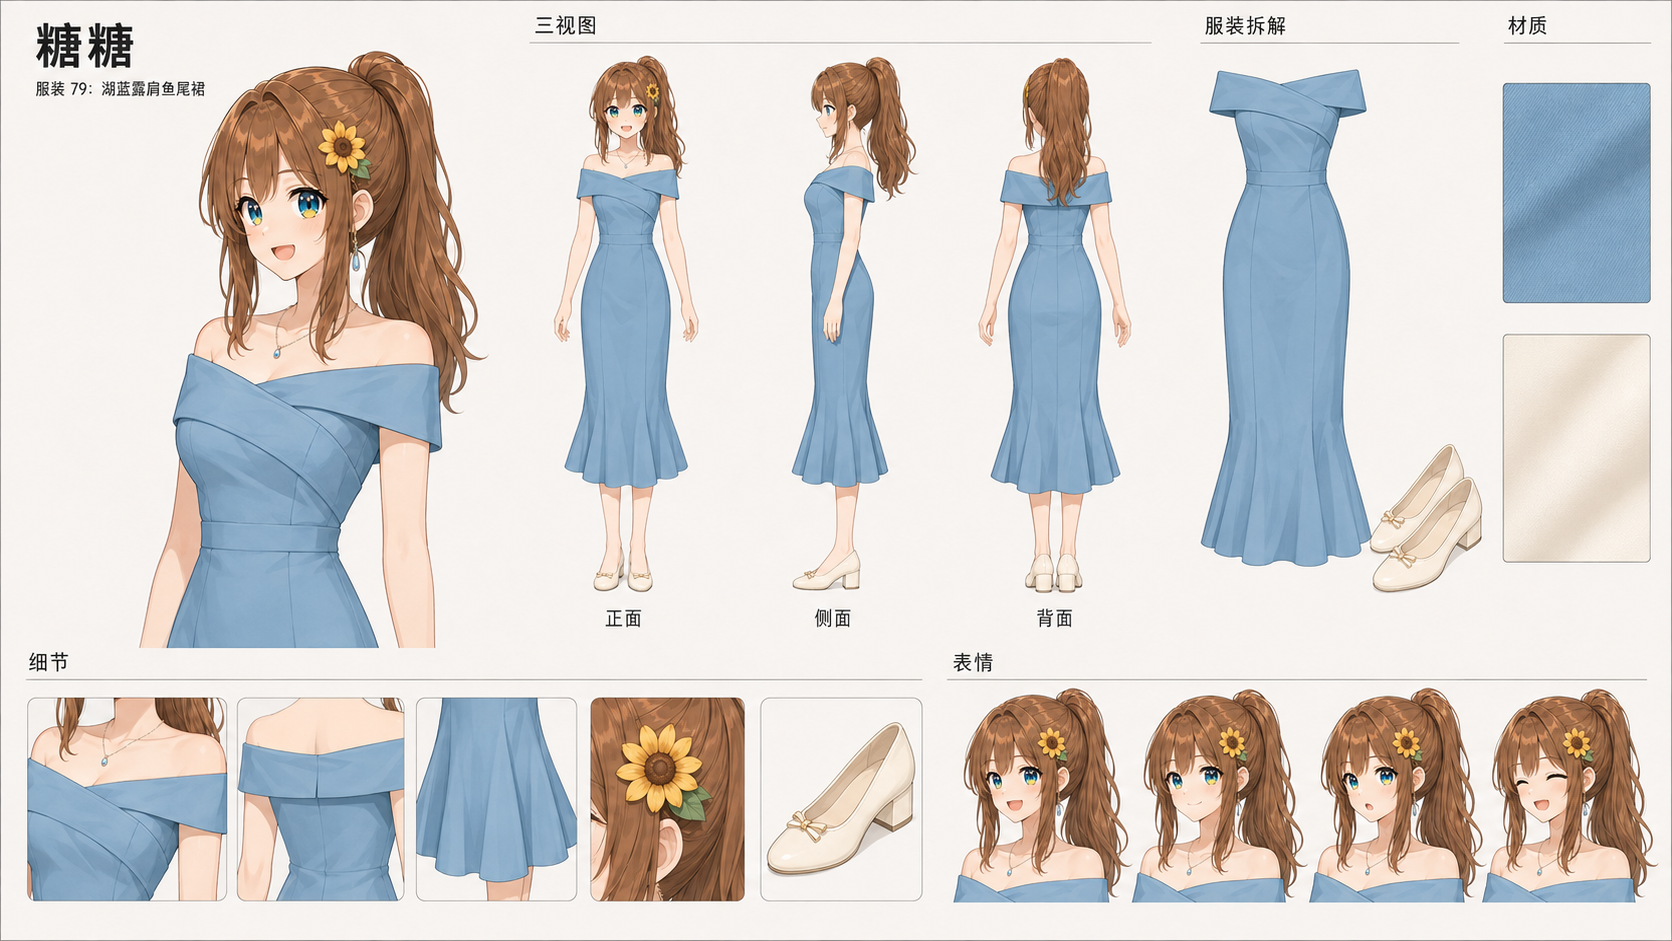 糖糖
服装 79：湖蓝露肩鱼尾裙
三视图
正面
侧面
背面
服装拆解
材质
细节
表情